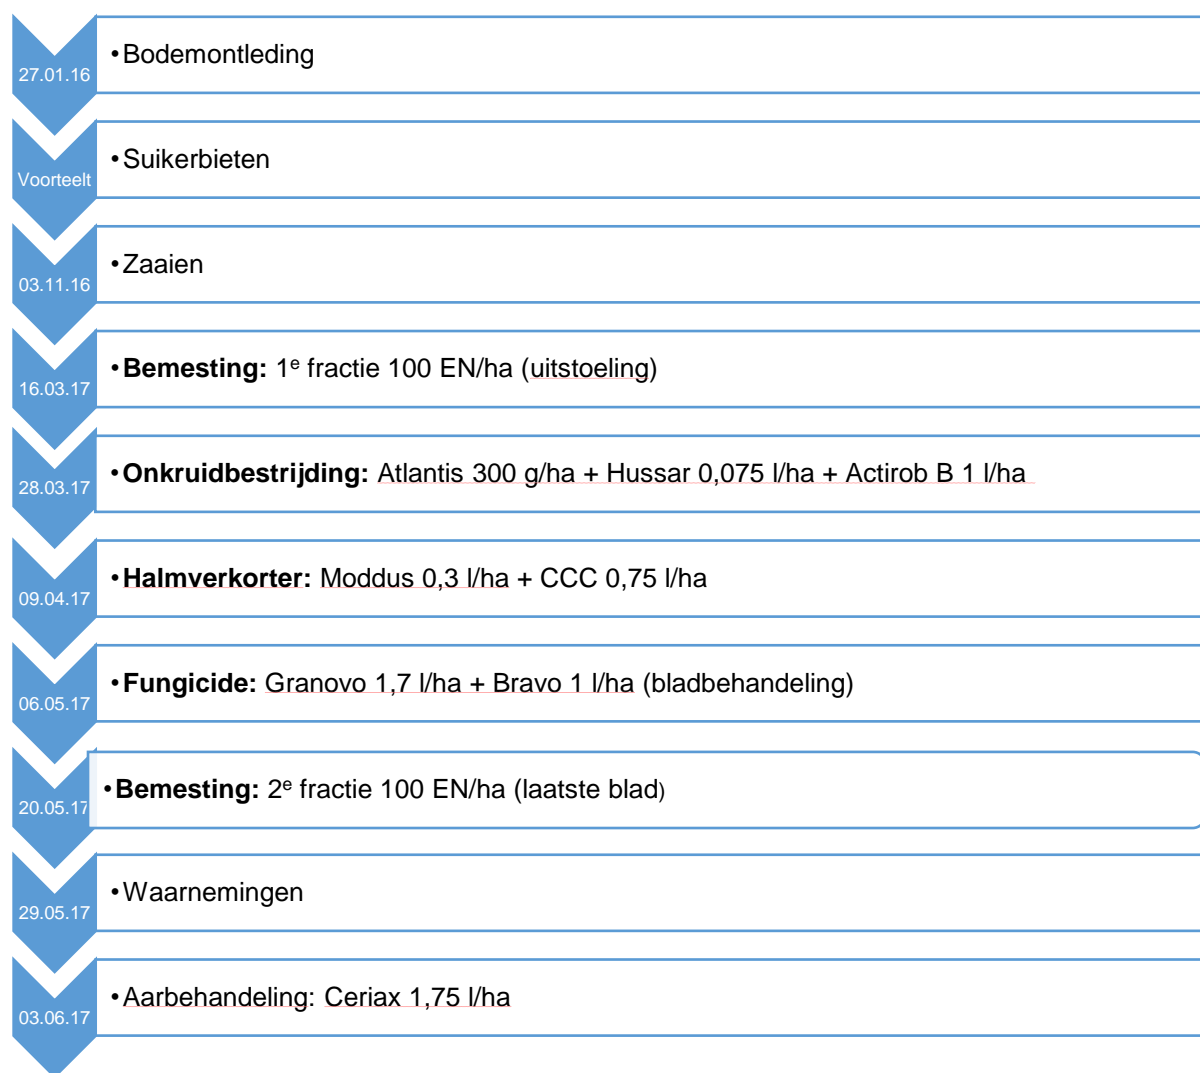 27.01.16
•Bodemontleding
Voorteelt
•Suikerbieten
03.11.16
•Zaaien
16.03.17
•Bemesting: 1e fractie 100 EN/ha (uitstoeling)
28.03.17
•Onkruidbestrijding: Atlantis 300 g/ha + Hussar 0,075 l/ha + Actirob B 1 l/ha
09.04.17
•Halmverkorter: Moddus 0,3 l/ha + CCC 0,75 l/ha
06.05.17
•Fungicide: Granovo 1,7 l/ha + Bravo 1 l/ha (bladbehandeling)
20.05.17
•Bemesting: 2e fractie 100 EN/ha (laatste blad)
29.05.17
•Waarnemingen
03.06.17
•Aarbehandeling: Ceriax 1,75 l/ha